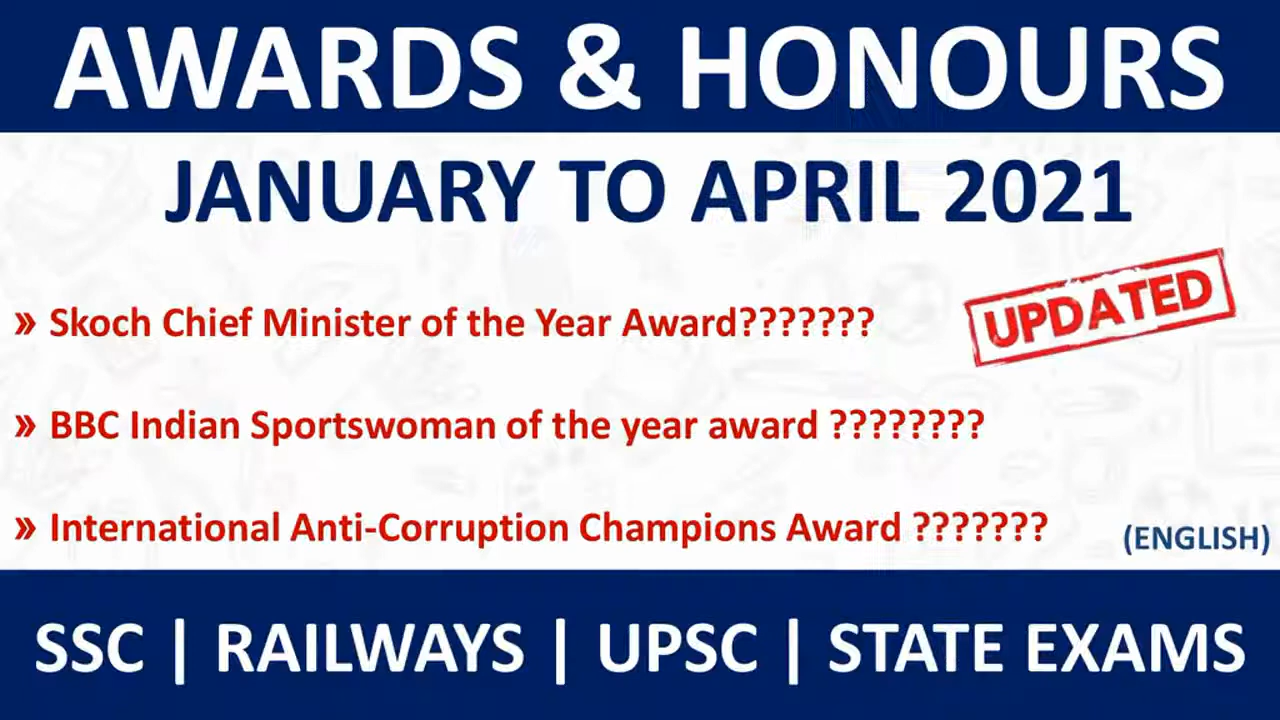 AWARDS & HONOURS
JANUARY TO APRIL 2021
» Skoch Chief Minister of the Year Award???????
UPDATED
» BBC Indian Sportswoman of the year award ????????
» International Anti-Corruption Champions Award ???????
(ENGLISH)
SSC | RAILWAYS | UPSC | STATE EXAMS